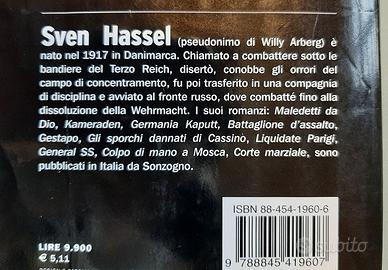 Sven Hassel (pseudonimo di Willy Arberg) è
nato nel 1917 in Danimarca. Chiamato a combattere sotto le
bandiere del Terzo Reich, disertò, conobbe gli orrori del
campo di concentramento, fu poi trasferito in una compagnia
di disciplina e avviato al fronte russo, dove combatté fino alla
dissoluzione della Wehrmacht. I suoi romanzi: Maledetti da
Dio, Kameraden, Germania Kaputt, Battaglione d'assalto,
Gestapo, Gli sporchi dannati di Cassino, Liquidate Parigi,
General SS, Colpo di mano a Mosca, Corte marziale, sono
pubblicati in Italia da Sonzogno.
ISBN 88-454-1960-6
LIRE 9.900
€ 5,11
9 788845 419607
subito